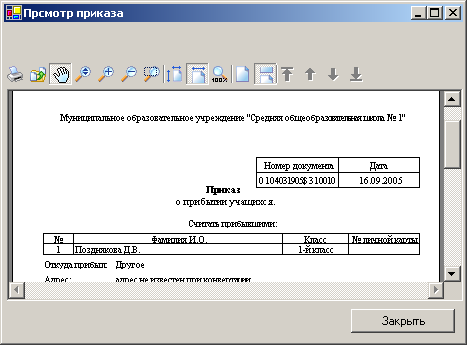 Прсмотр приказа
100%
Муниципальное образовательное учреждение "Средняя общеобразовательная школа № 1"
Номер документа Дата
16.09.2005
Приказ
о прибытии учащихся.
Считать прибывшими:
№ Фамилия И.О. Класс № личной карты
1 Позднякова Д.В. 1-й класс
Откуда прибыл: Другое
Адрес: адрес не известен при конвертации
Закрыть